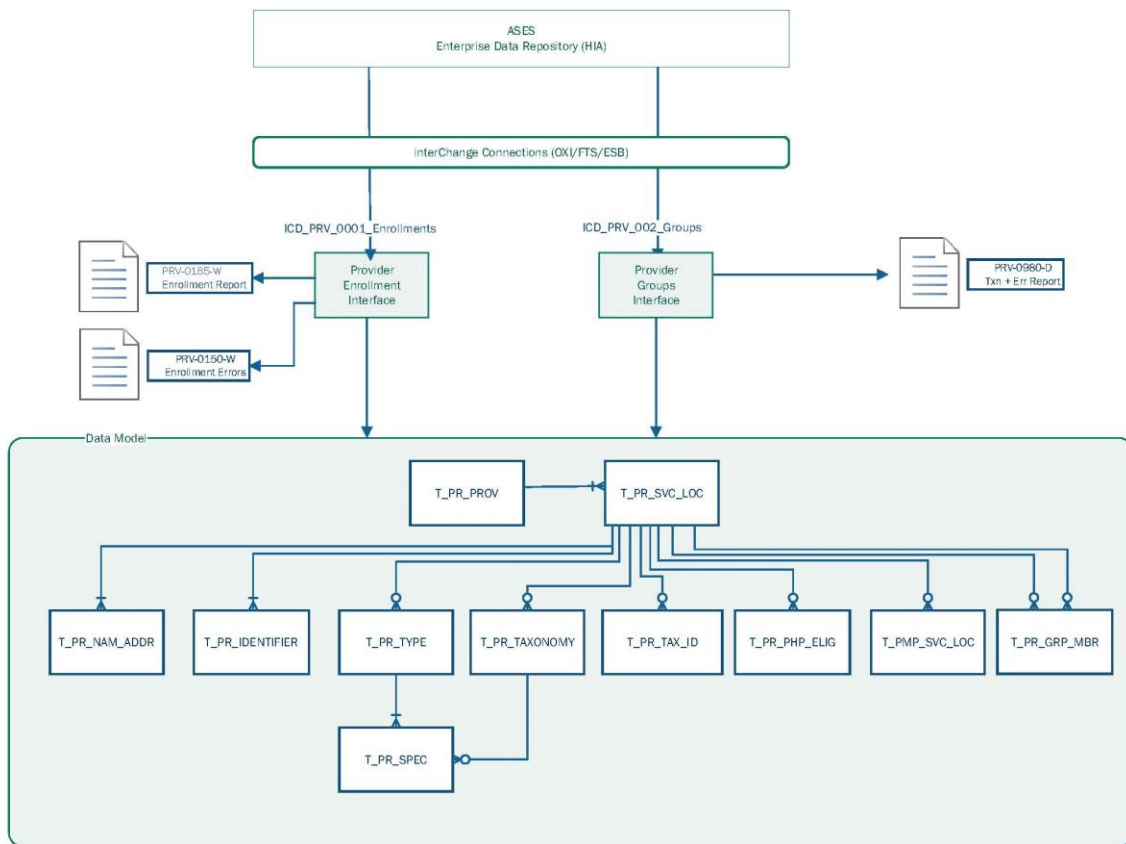 ASES
Enterprise Data Repository (HIA)
interChange Connections (OXI/FTS/ESB)
ICD_PRV_0001_Enrollments
ICD_PRV_002_Groups
PRV-0185-W
Enrollment Report
Provider
Enrollment
Interface
Provider
Groups
Interface
PRV-0980-D
Txn + Err Report
PRV-0150-W
Enrollment Errors
Data Model
T_PR_PROV
T_PR_SVC_LOC
T_PR_NAM_ADDR
T_PR_IDENTIFIER
T_PR_TYPE
T_PR_TAXONOMY
T_PR_TAX_ID
T_PR_PHP_ELIG
T_PMP_SVC_LOC
T_PR_GRP_MBR
T_PR_SPEC